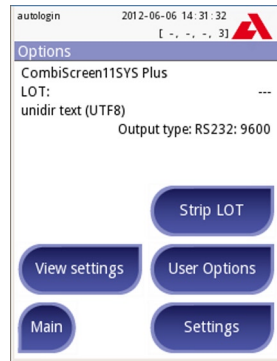 autologin 2012-06-06 14:31:32
[ -, -, -, 3]
Options
CombiScreen11SYS Plus
LOT: ---
unidir text (UTF8)
Output type: RS232: 9600
Strip LOT
View settings User Options
Main Settings